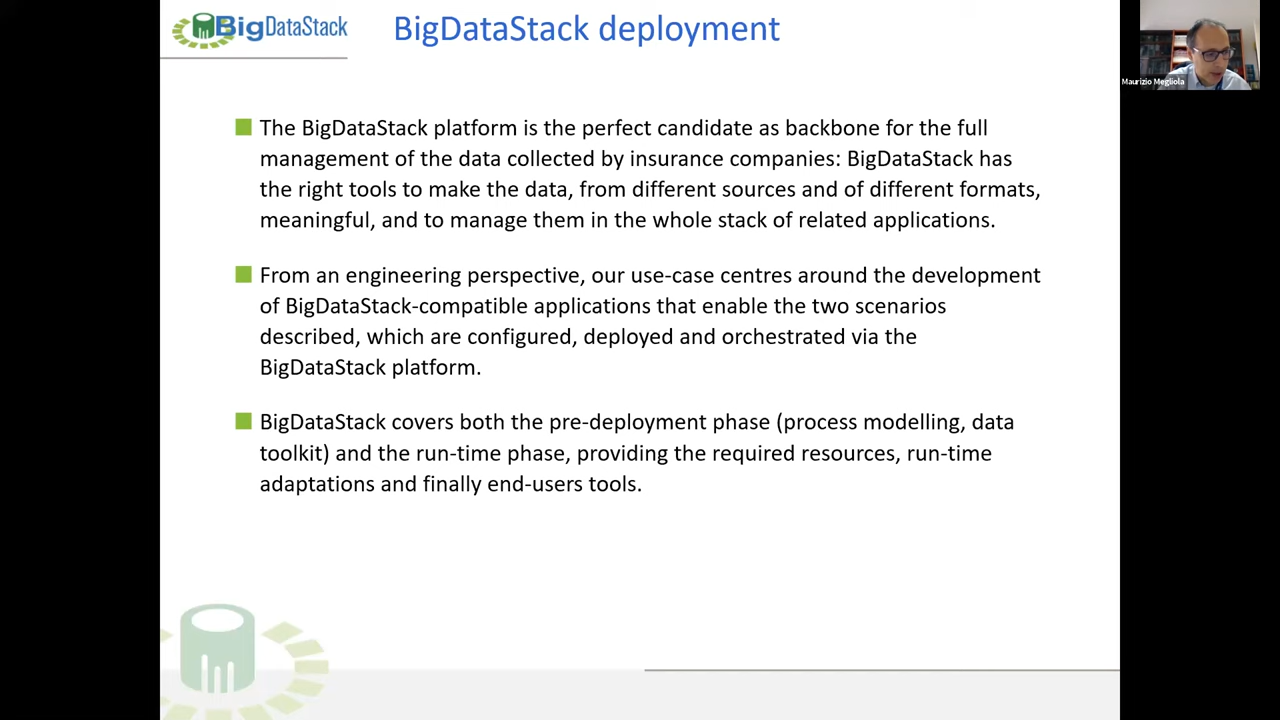 BigDataStack
BigDataStack deployment
Maurizio Megliola
The BigDataStack platform is the perfect candidate as backbone for the full
management of the data collected by insurance companies: BigDataStack has
the right tools to make the data, from different sources and of different formats,
meaningful, and to manage them in the whole stack of related applications.
From an engineering perspective, our use-case centres around the development
of BigDataStack-compatible applications that enable the two scenarios
described, which are configured, deployed and orchestrated via the
BigDataStack platform.
BigDataStack covers both the pre-deployment phase (process modelling, data
toolkit) and the run-time phase, providing the required resources, run-time
adaptations and finally end-users tools.